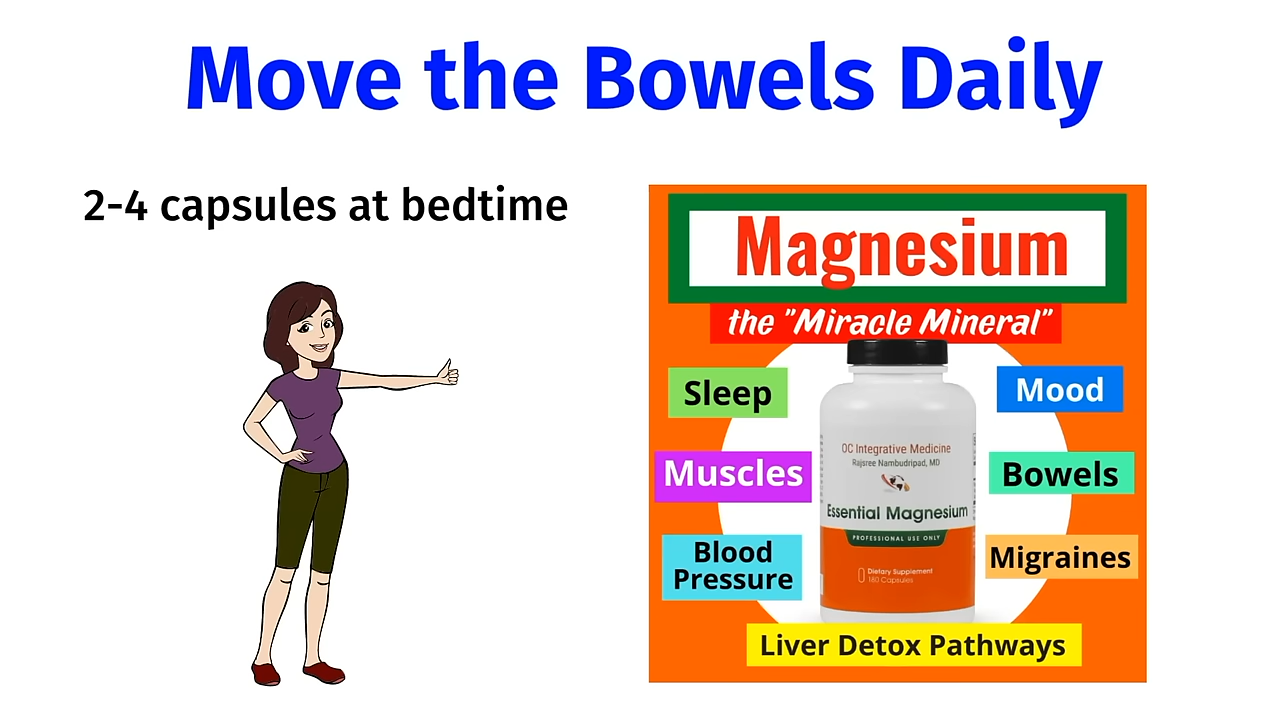 Move the Bowels Daily
2-4 capsules at bedtime
Magnesium
the "Miracle Mineral"
Sleep
Mood
OC Integrative Medicine
Rajsree Nambudripad, MD
Muscles
Bowels
Essential Magnesium
PROFESSIONAL USE ONLY
Blood
Pressure
Migraines
Dietary Supplement
180 Capsules
Liver Detox Pathways